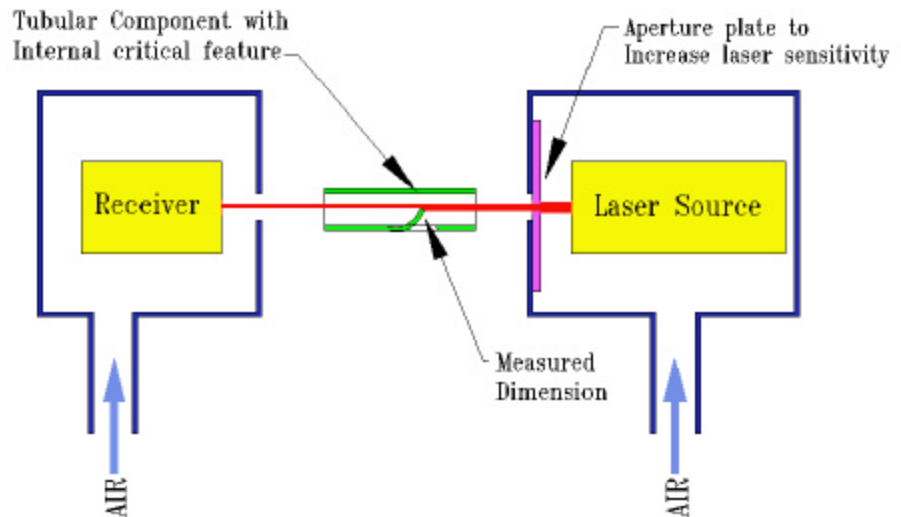 Tubular Component with
Internal critical feature
Aperture plate to
Increase laser sensitivity
Receiver
Laser Source
Measured
Dimension
AIR
AIR